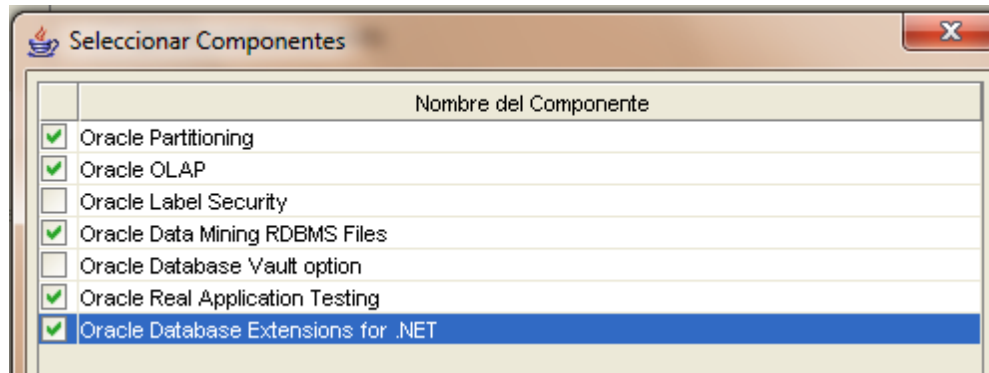 Seleccionar Componentes
Nombre del Componente
Oracle Partitioning
Oracle OLAP
Oracle Label Security
Oracle Data Mining RDBMS Files
Oracle Database Vault option
Oracle Real Application Testing
Oracle Database Extensions for .NET